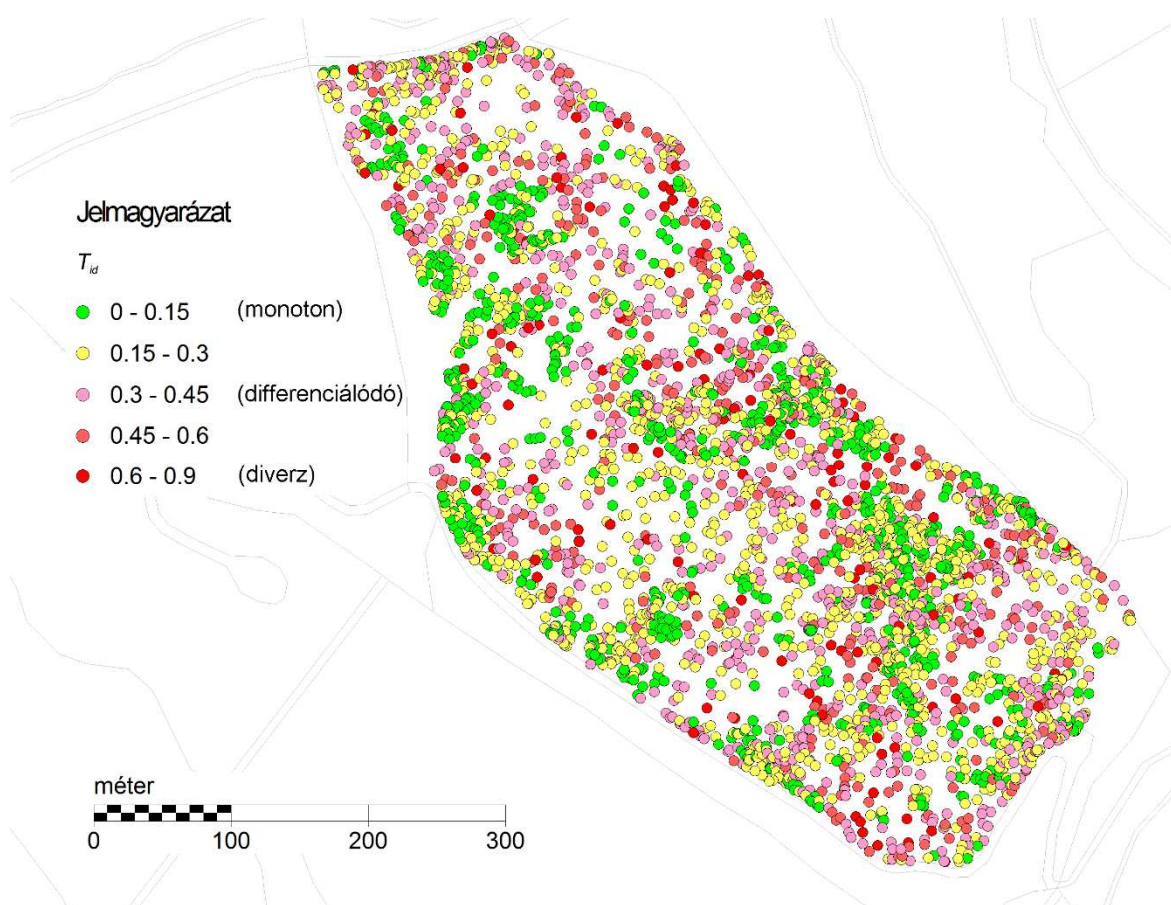 Jelmagyarázat
T_id
0 - 0.15 (monoton)
0.15 - 0.3
0.3 - 0.45 (differenciálódó)
0.45 - 0.6
0.6 - 0.9 (diverz)
méter
0 100 200 300